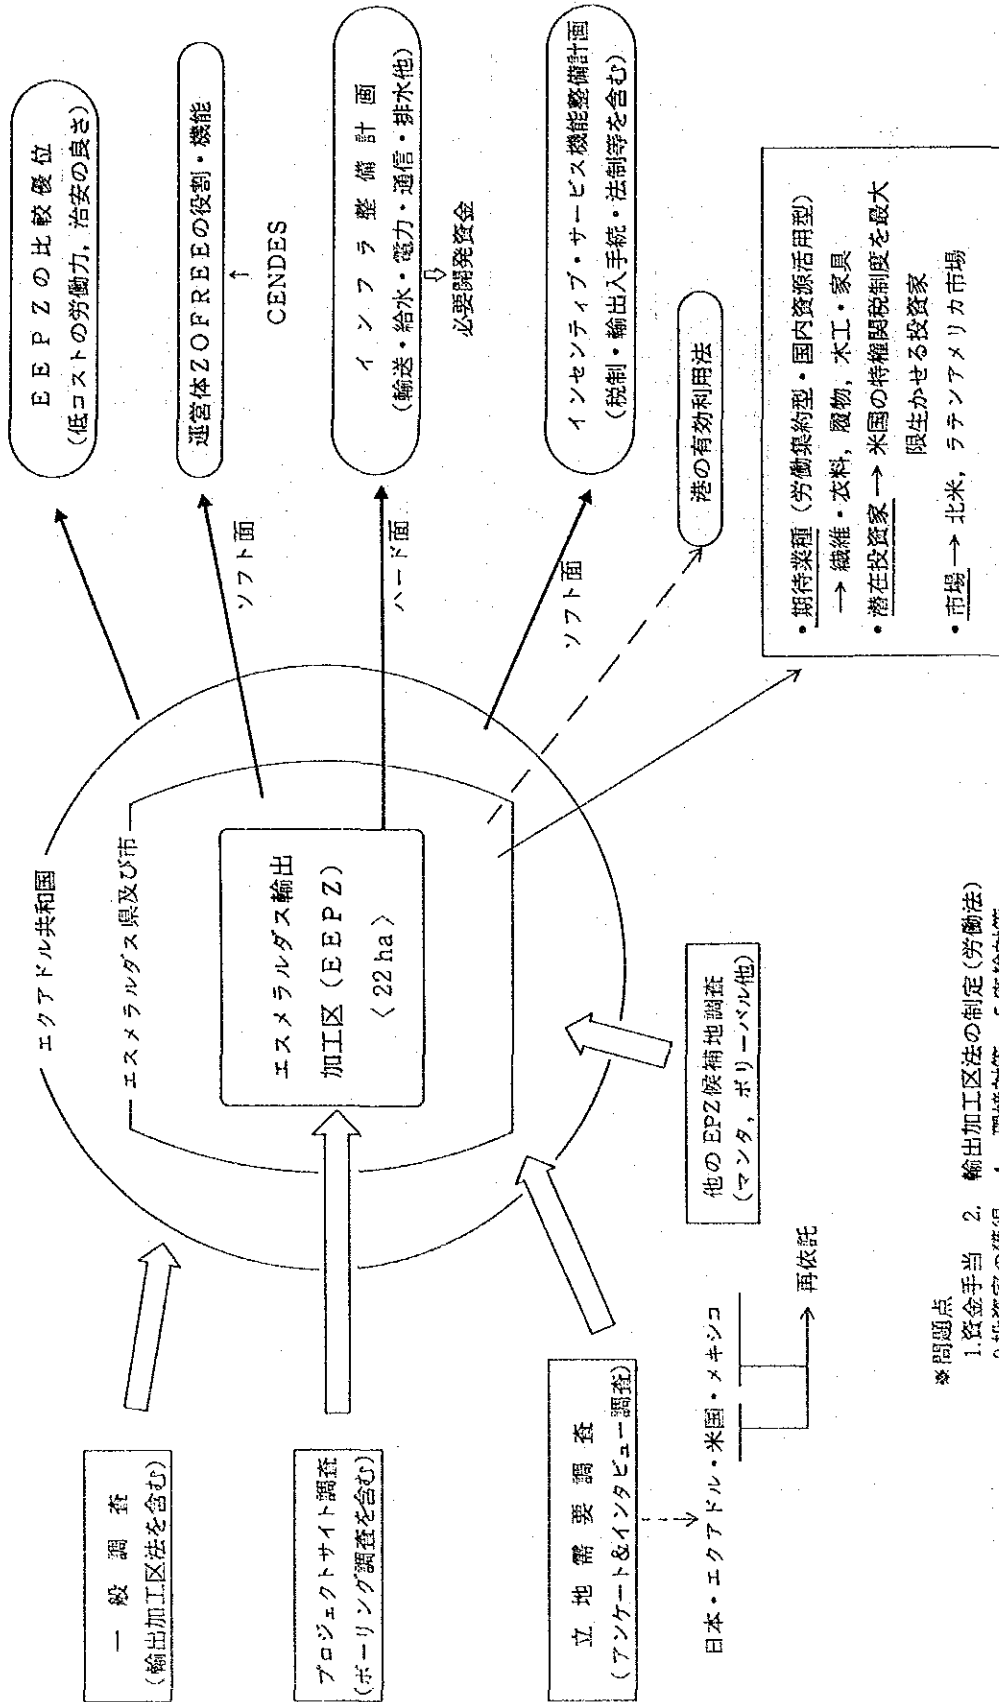 一般調査
(輸出加工区法を含む)
プロジェクトサイト調査
(ボーリング調査を含む)
立地需要調査
(アンケート&インタビュー調査)
日本・エクアドル・米国・メキシコ
再依託
エクアドル共和国
エスメラルダス県及び市
エスメラルダス輸出
加工区(EEPZ)
〈22ha〉
他のEPZ候補地調査
(マンタ,ボリーバル他)
EEPZの比較優位
(低コストの労働力,治安の良さ)
ソフト面
運営体ZOFREEの役割・機能
↑
CENDES
ハード面
インフラ整備計画
(輸送・給水・電力・通信・排水他)
⇩
必要開発資金
ソフト面
インセンティブ・サービス機能整備計画
(税制・輸出入手続・法制等を含む)
港の有効利用法
・期待業種(労働集約型・国内資源活用型)
→繊維・衣料,履物,木工・家具
・潜在投資家→米国の特権関税制度を最大
限生かせる投資家
・市場→北米,ラテンアメリカ市場
※問題点
1.資金手当 2. 輸出加工区法の制定(労働法)